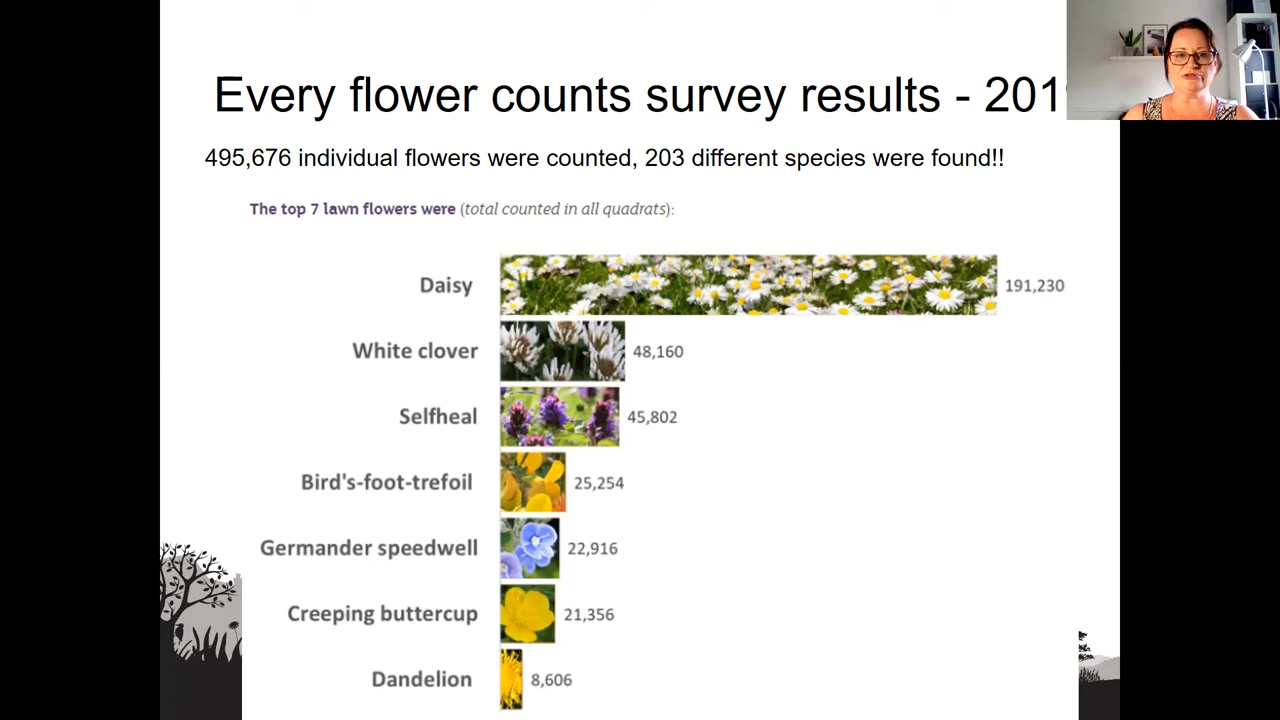 Every flower counts survey results - 201
495,676 individual flowers were counted, 203 different species were found!!
The top 7 lawn flowers were (total counted in all quadrats):
Daisy 191,230
White clover 48,160
Selfheal 45,802
Bird's-foot-trefoil 25,254
Germander speedwell 22,916
Creeping buttercup 21,356
Dandelion 8,606